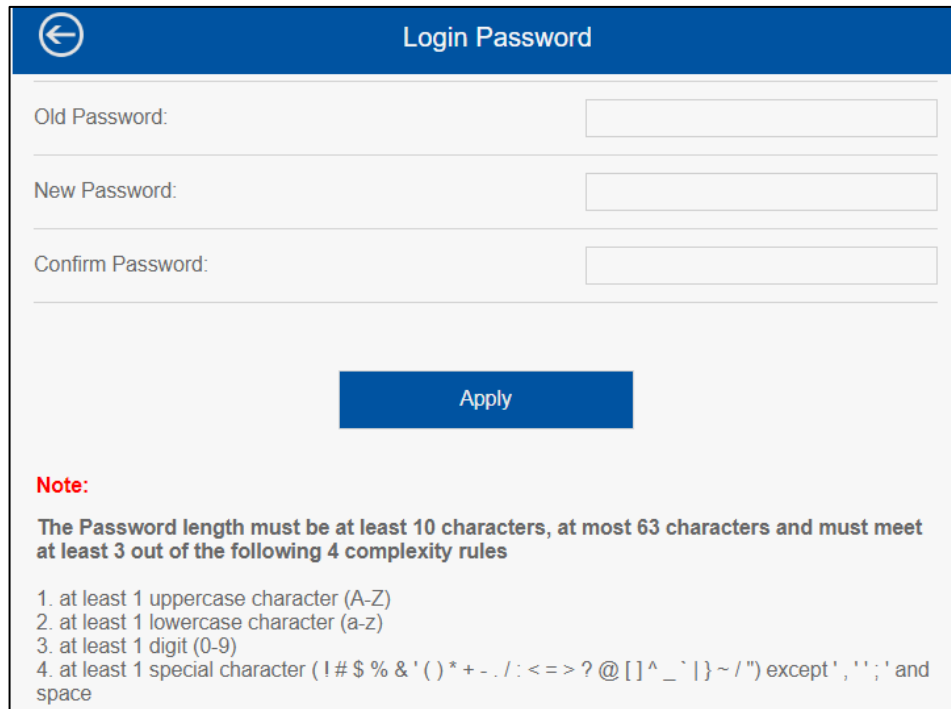 Login Password
Old Password:
New Password:
Confirm Password:
Apply
Note:
The Password length must be at least 10 characters, at most 63 characters and must meet
at least 3 out of the following 4 complexity rules
1. at least 1 uppercase character (A-Z)
2. at least 1 lowercase character (a-z)
3. at least 1 digit (0-9)
4. at least 1 special character ( ! # $ % & ' ( ) * + - . / : < = > ? @ [ ] ^ _ ` | } ~ / ") except ' , ' ' ; ' and
space